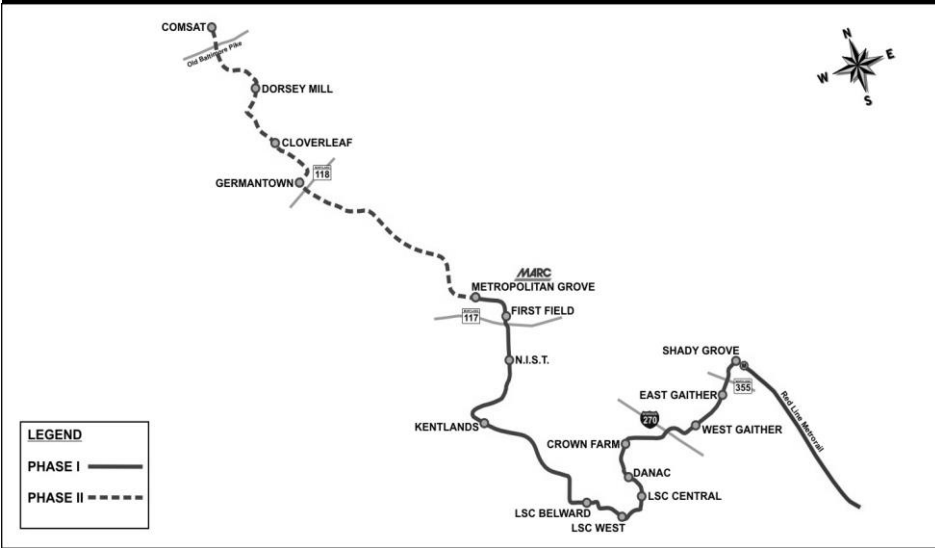 COMSAT
Old Baltimore Pike
N
E
W
S
DORSEY MILL
CLOVERLEAF
118
GERMANTOWN
MARC
METROPOLITAN GROVE
FIRST FIELD
117
N.I.S.T.
SHADY GROVE
M
355
EAST GAITHER
Red Line Metrorail
270
WEST GAITHER
KENTLANDS
CROWN FARM
DANAC
LSC CENTRAL
LSC BELWARD
LSC WEST
LEGEND
PHASE I
PHASE II